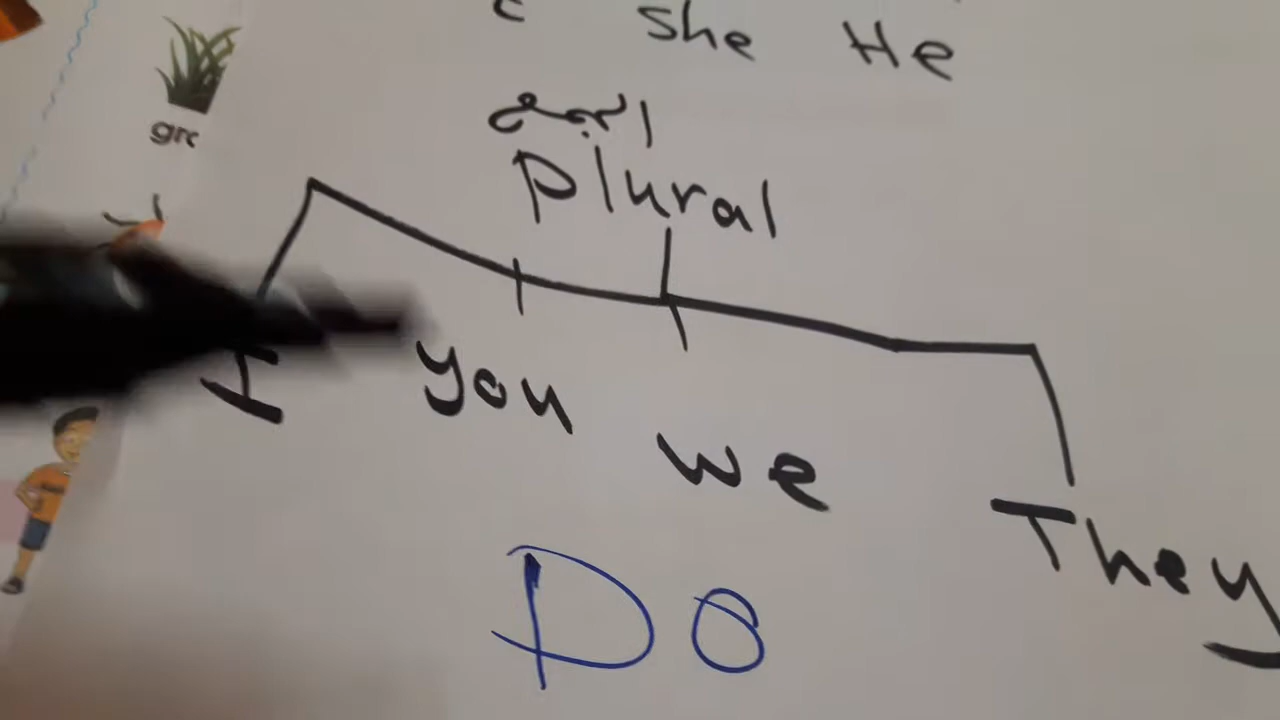 She He
الجمع
Plural
I you we They
DO